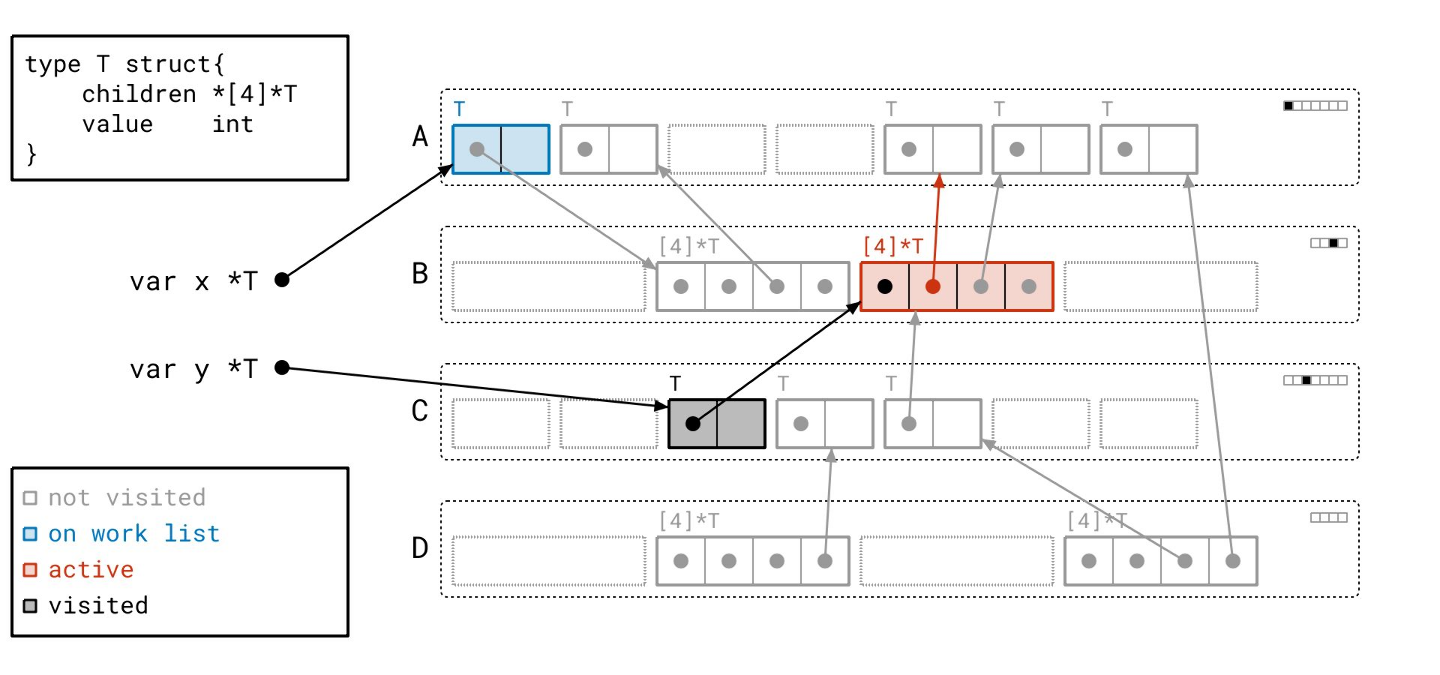 type T struct{
    children *[4]*T
    value    int
}
A
T
T
T
T
T
var x *T
B
[4]*T
[4]*T
var y *T
C
T
T
T
D
[4]*T
[4]*T
not visited
on work list
active
visited